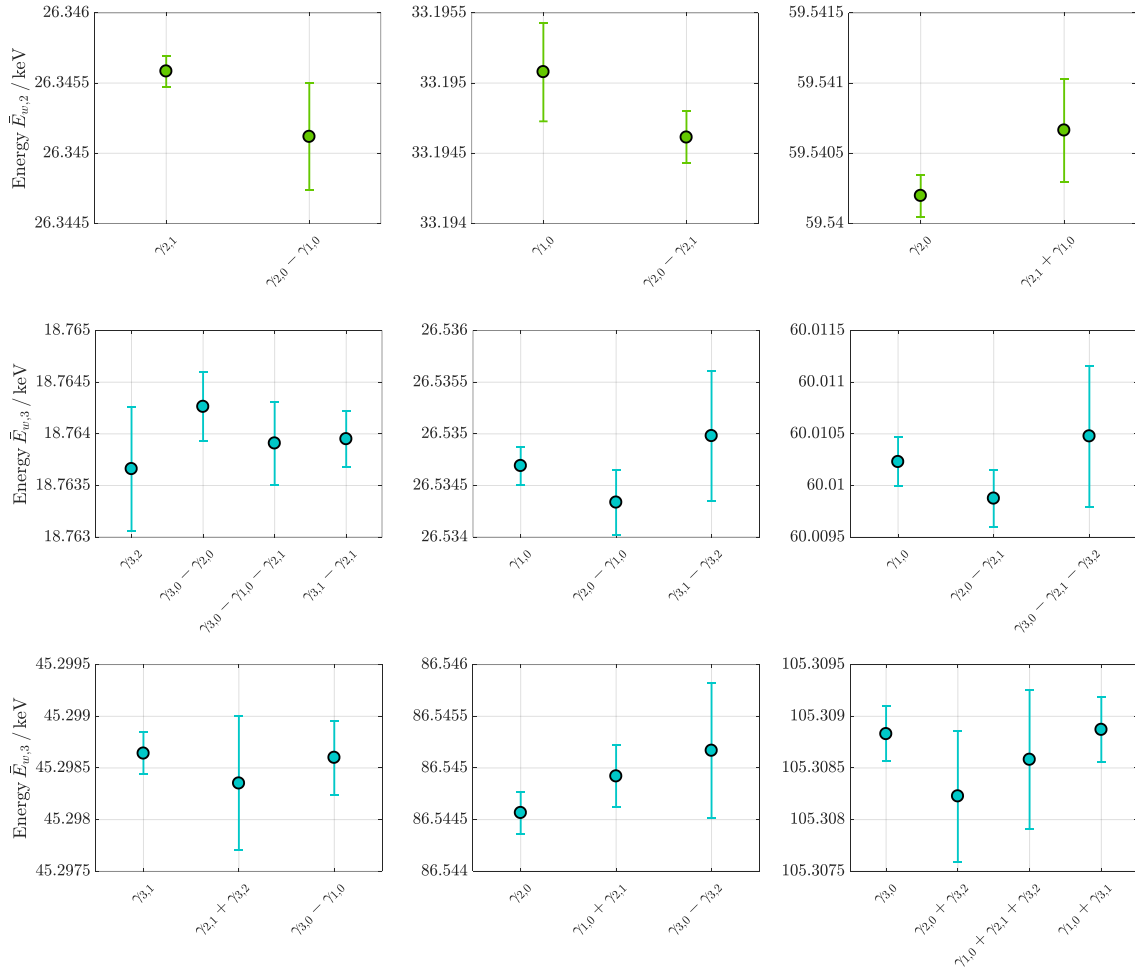 Energy Ē_{w,2} / keV
26.346
26.3455
26.345
26.3445
γ2,1
γ2,0 − γ1,0
33.1955
33.195
33.1945
33.194
γ1,0
γ2,0 − γ2,1
59.5415
59.541
59.5405
59.54
γ2,0
γ2,1 + γ1,0
Energy Ē_{w,3} / keV
18.765
18.7645
18.764
18.7635
18.763
γ3,2
γ3,0 − γ2,0
γ3,0 − γ1,0 − γ2,1
γ3,1 − γ2,1
26.536
26.5355
26.535
26.5345
26.534
γ1,0
γ2,0 − γ1,0
γ3,1 − γ3,2
60.0115
60.011
60.0105
60.01
60.0095
γ1,0
γ2,0 − γ2,1
γ3,0 − γ2,1 − γ3,2
Energy Ē_{w,3} / keV
45.2995
45.299
45.2985
45.298
45.2975
γ3,1
γ2,1 + γ3,2
γ3,0 − γ1,0
86.546
86.5455
86.545
86.5445
86.544
γ2,0
γ1,0 + γ2,1
γ3,0 − γ3,2
105.3095
105.309
105.3085
105.308
105.3075
γ3,0
γ2,0 + γ3,2
γ1,0 + γ2,1 + γ3,2
γ1,0 + γ3,1